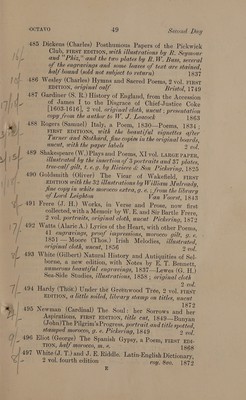 OCTAVO 49 Second Day
485 Dickens (Charles) Posthumous Papers of the Pickwick
Club, FIRST EDITION, with illustrations by R. Seymour
and "Phiz," and the two plates by R. W. Buss, several
of the engravings and some leaves of text are stained,
half bound (add not subject to return) 1837
486 Wesley (Charles) Hymns and Sacred Poems, 2 vol. FIRST
EDITION, original calf Bristol, 1749
487 Gardiner (S. R.) History of England, from the Accession
of James I to the Disgrace of Chief-Justice Coke
[1603-1616], 2 vol. original cloth, uncut; presentation
copy from the author to W. J. Loveck 1863
488 Rogers (Samuel) Italy, a Poem, 1830—Poems, 1834;
FIRST EDITIONS, with the beautiful vignettes after
Turner and Stothard, fine copies in the original boards,
uncut, with the paper labels 2 vol.
489 Shakespeare (W.) Plays and Poems, XI vol. LARGE PAPER,
illustrated by the insertion of 3 portraits and 37 plates,
tree-calf gilt, t. e. g. by Riviere & Son Pickering, 1825
490 Goldsmith (Oliver) The Vicar of Wakefield, FIRST
EDITION with the 32 illustrations by William Mulready,
fine copy in white morocco extra, g. e.; from the library
of Lord Leighton Van Voorst, 1843
491 Frere (J. H.) Works, in Verse and Prose, now first
collected, with a Memoir by W. E. and Sir Bartle Frere,
2 vol. portraits, original cloth, uncut Pickering, 1872
492 Watts (Alaric A.) Lyrics of the Heart, with other Poems,
41 engravings, proof impressions, morocco gilt, g. e.
1851 — Moore (Thos.) Irish Melodies, illustrated,
original cloth, uncut, 1856 2 vol.
493 White (Gilbert) Natural History and Antiquities of Sel-
borne, a new edition, with Notes by E. T. Bennett,
numerous beautiful engravings, 1837—Lewes (G. H.)
Sea-Side Studies, illustrations, 1858; original cloth
2 vol.
494 Hardy (Thos.) Under the Greenwood Tree, 2 vol. FIRST
EDITION, a little soiled, library stamp on titles, uncut
1872
495 Newman (Cardinal) The Soul: her Sorrows and her
Aspirations, FIRST EDITION, title cut, 1849—Bunyan
(John) The Pilgrim's Progress, portrait and title spotted,
stamped morocco, g. e. Pickering, 1849 2 vol.
496 Eliot (George) The Spanish Gypsy, a Poem, FIRST EDI-
TION, half morocco, m. e. 1868
497 White (J. T.) and J. E. Riddle. Latin-English Dictionary,
2 vol. fourth edition roy. 8vo. 1872
E